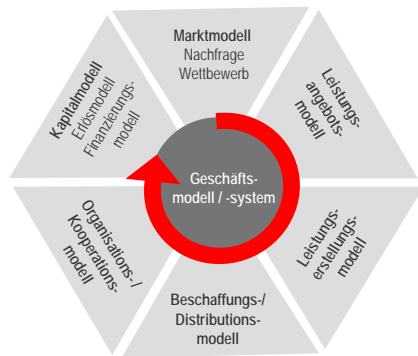 Marktmodell
Nachfrage
Wettbewerb
Leistungs-
angebots-
modell
Leistungs-
erstellungs-
modell
Beschaffungs-/
Distributions-
modell
Organisations- /
Kooperations-
modell
Kapitalmodell
Erlösmodell
Finanzierungs-
modell
Geschäfts-
modell / -system